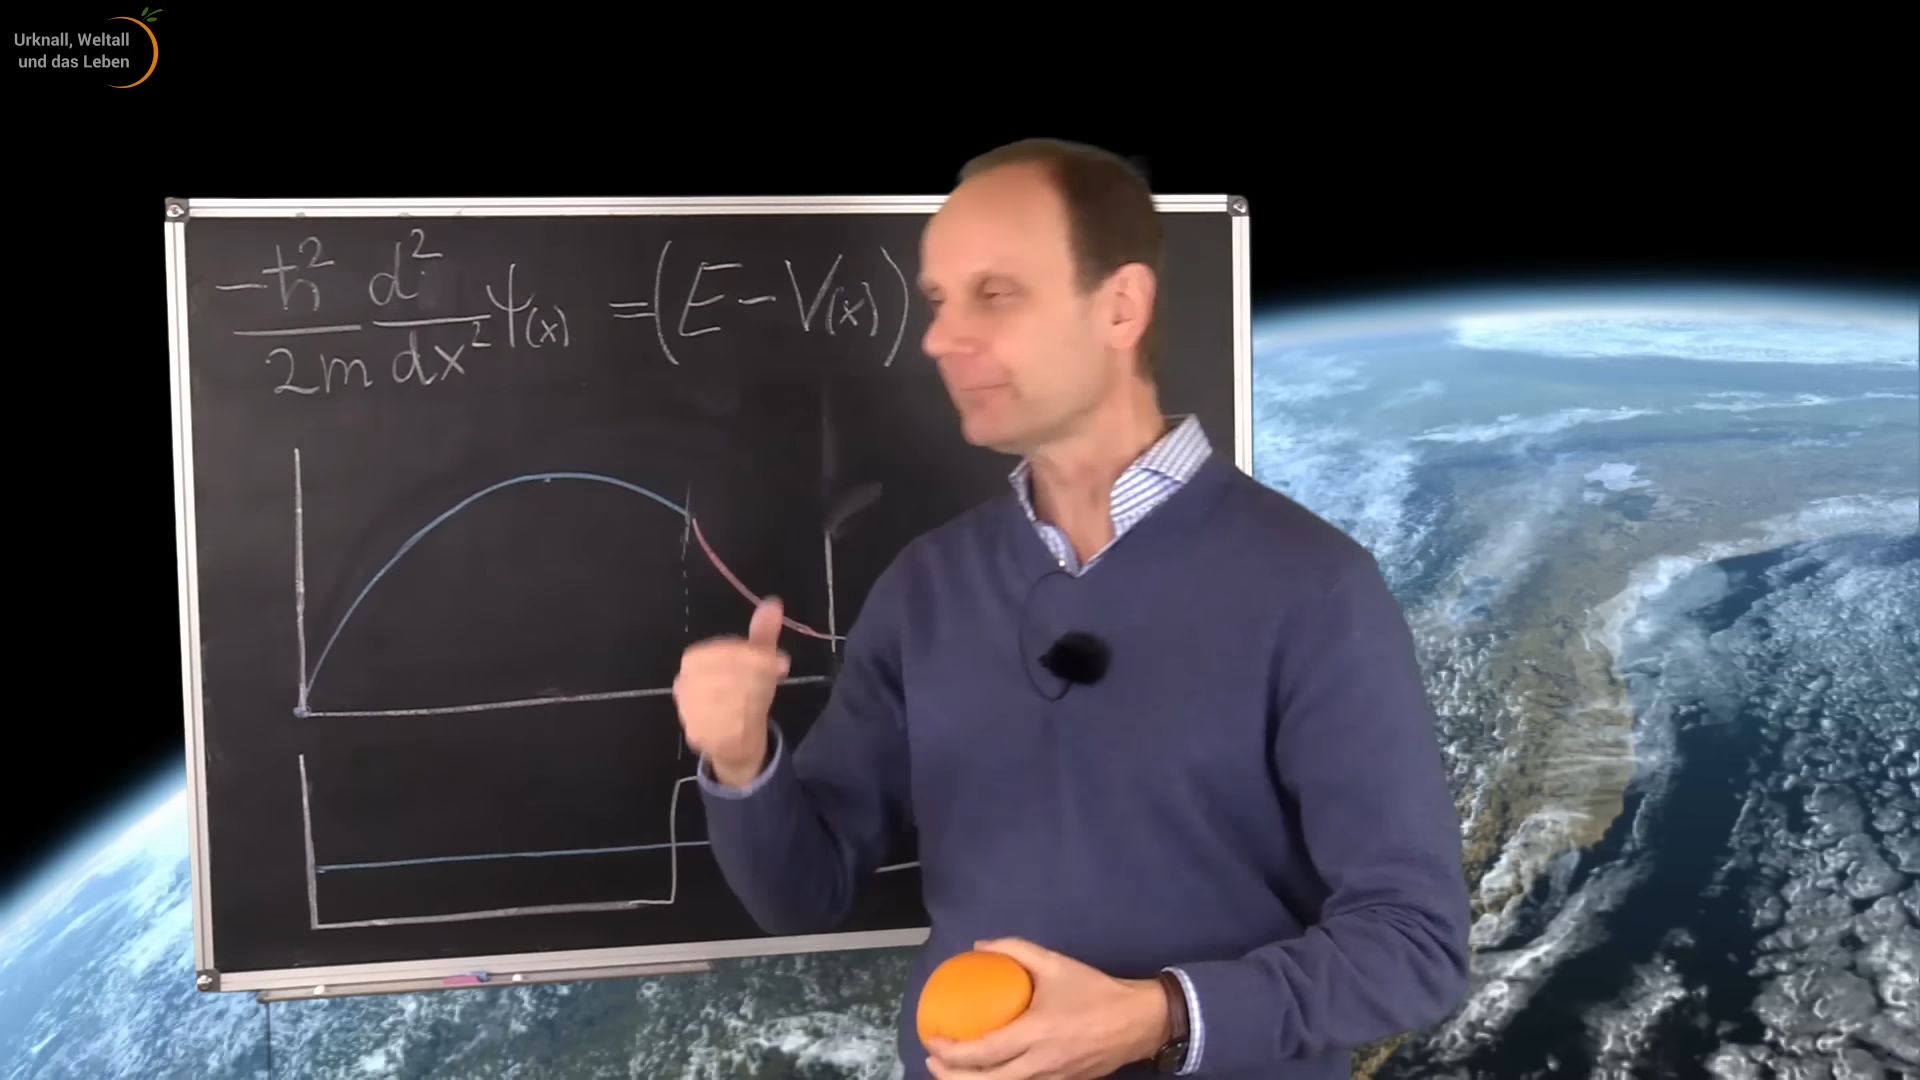 Urknall, Weltall
und das Leben
-ħ²/2m d²/dx² ψ(x) = (E - V(x))